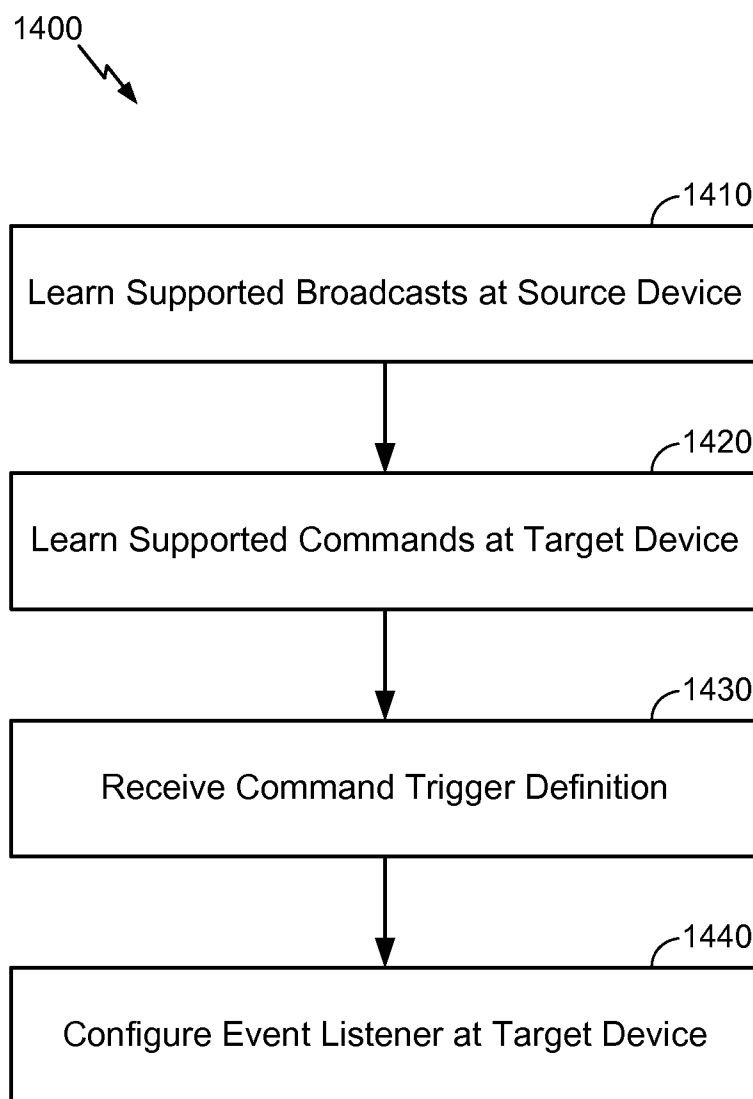 1400
1410
Learn Supported Broadcasts at Source Device
1420
Learn Supported Commands at Target Device
1430
Receive Command Trigger Definition
1440
Configure Event Listener at Target Device